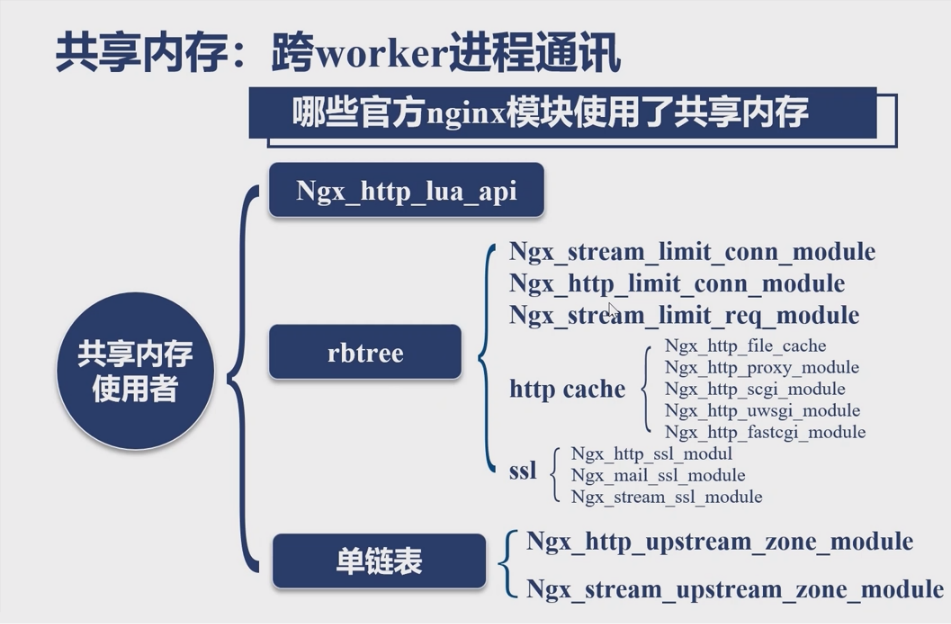 共享内存：跨worker进程通讯
哪些官方nginx模块使用了共享内存
Ngx_http_lua_api
共享内存
使用者
rbtree
Ngx_stream_limit_conn_module
Ngx_http_limit_conn_module
Ngx_stream_limit_req_module
http cache
Ngx_http_file_cache
Ngx_http_proxy_module
Ngx_http_scgi_module
Ngx_http_uwsgi_module
Ngx_http_fastcgi_module
ssl
Ngx_http_ssl_modul
Ngx_mail_ssl_module
Ngx_stream_ssl_module
单链表
Ngx_http_upstream_zone_module
Ngx_stream_upstream_zone_module